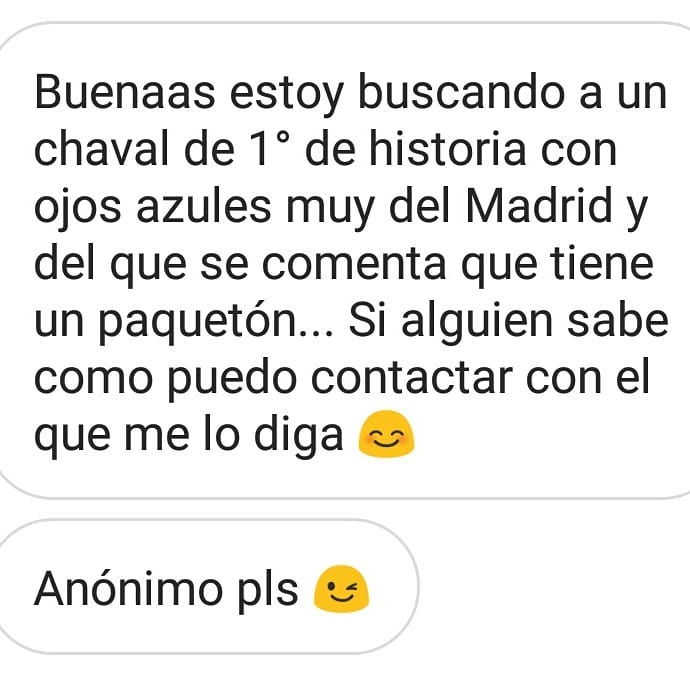 Buenaas estoy buscando a un
chaval de 1° de historia con
ojos azules muy del Madrid y
del que se comenta que tiene
un paquetón... Si alguien sabe
como puedo contactar con el
que me lo diga 😊
Anónimo pls 😉